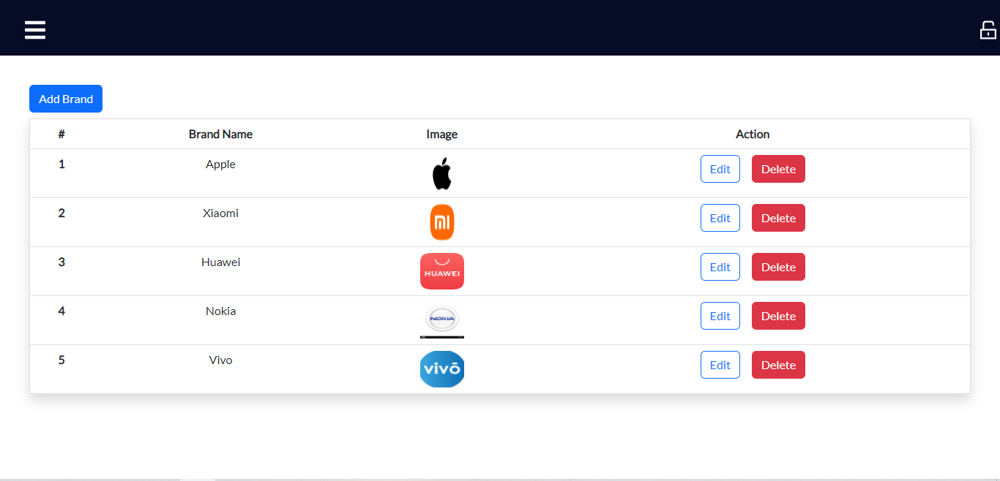 Add Brand
# Brand Name Image Action
1 Apple Edit Delete
2 Xiaomi mi Edit Delete
3 Huawei HUAWEI Edit Delete
4 Nokia NOKIA Edit Delete
5 Vivo vivō Edit Delete